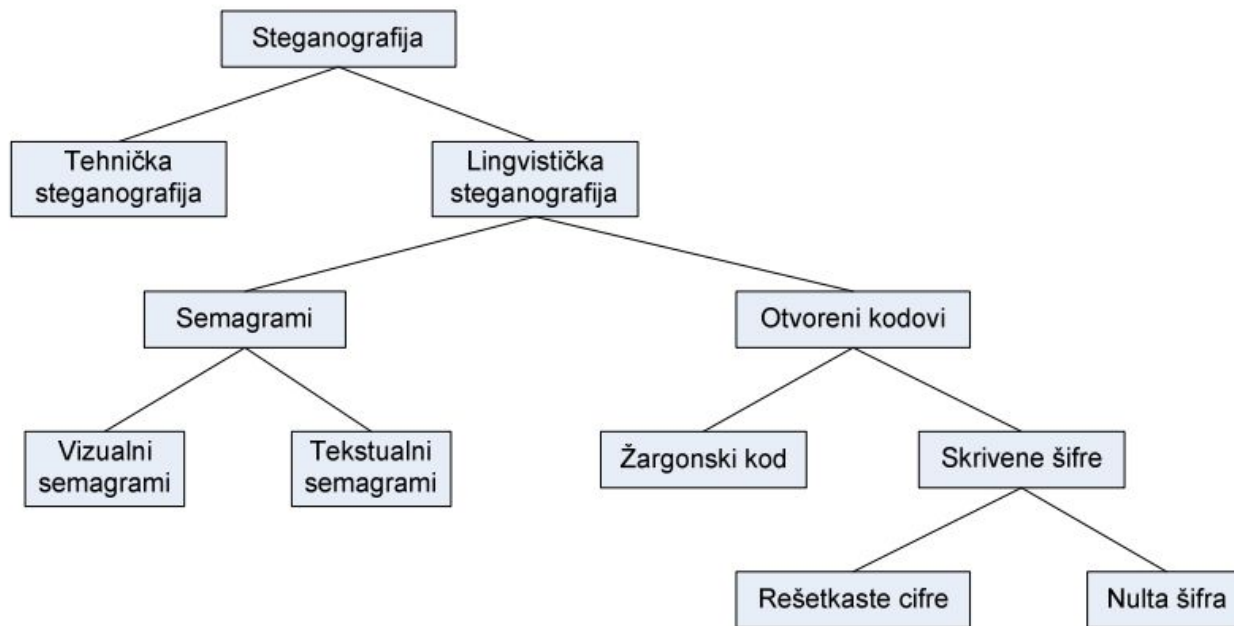 Steganografija
Tehnička
steganografija
Lingvistička
steganografija
Semagrami
Otvoreni kodovi
Vizualni
semagrami
Tekstualni
semagrami
Žargonski kod
Skrivene šifre
Rešetkaste cifre
Nulta šifra